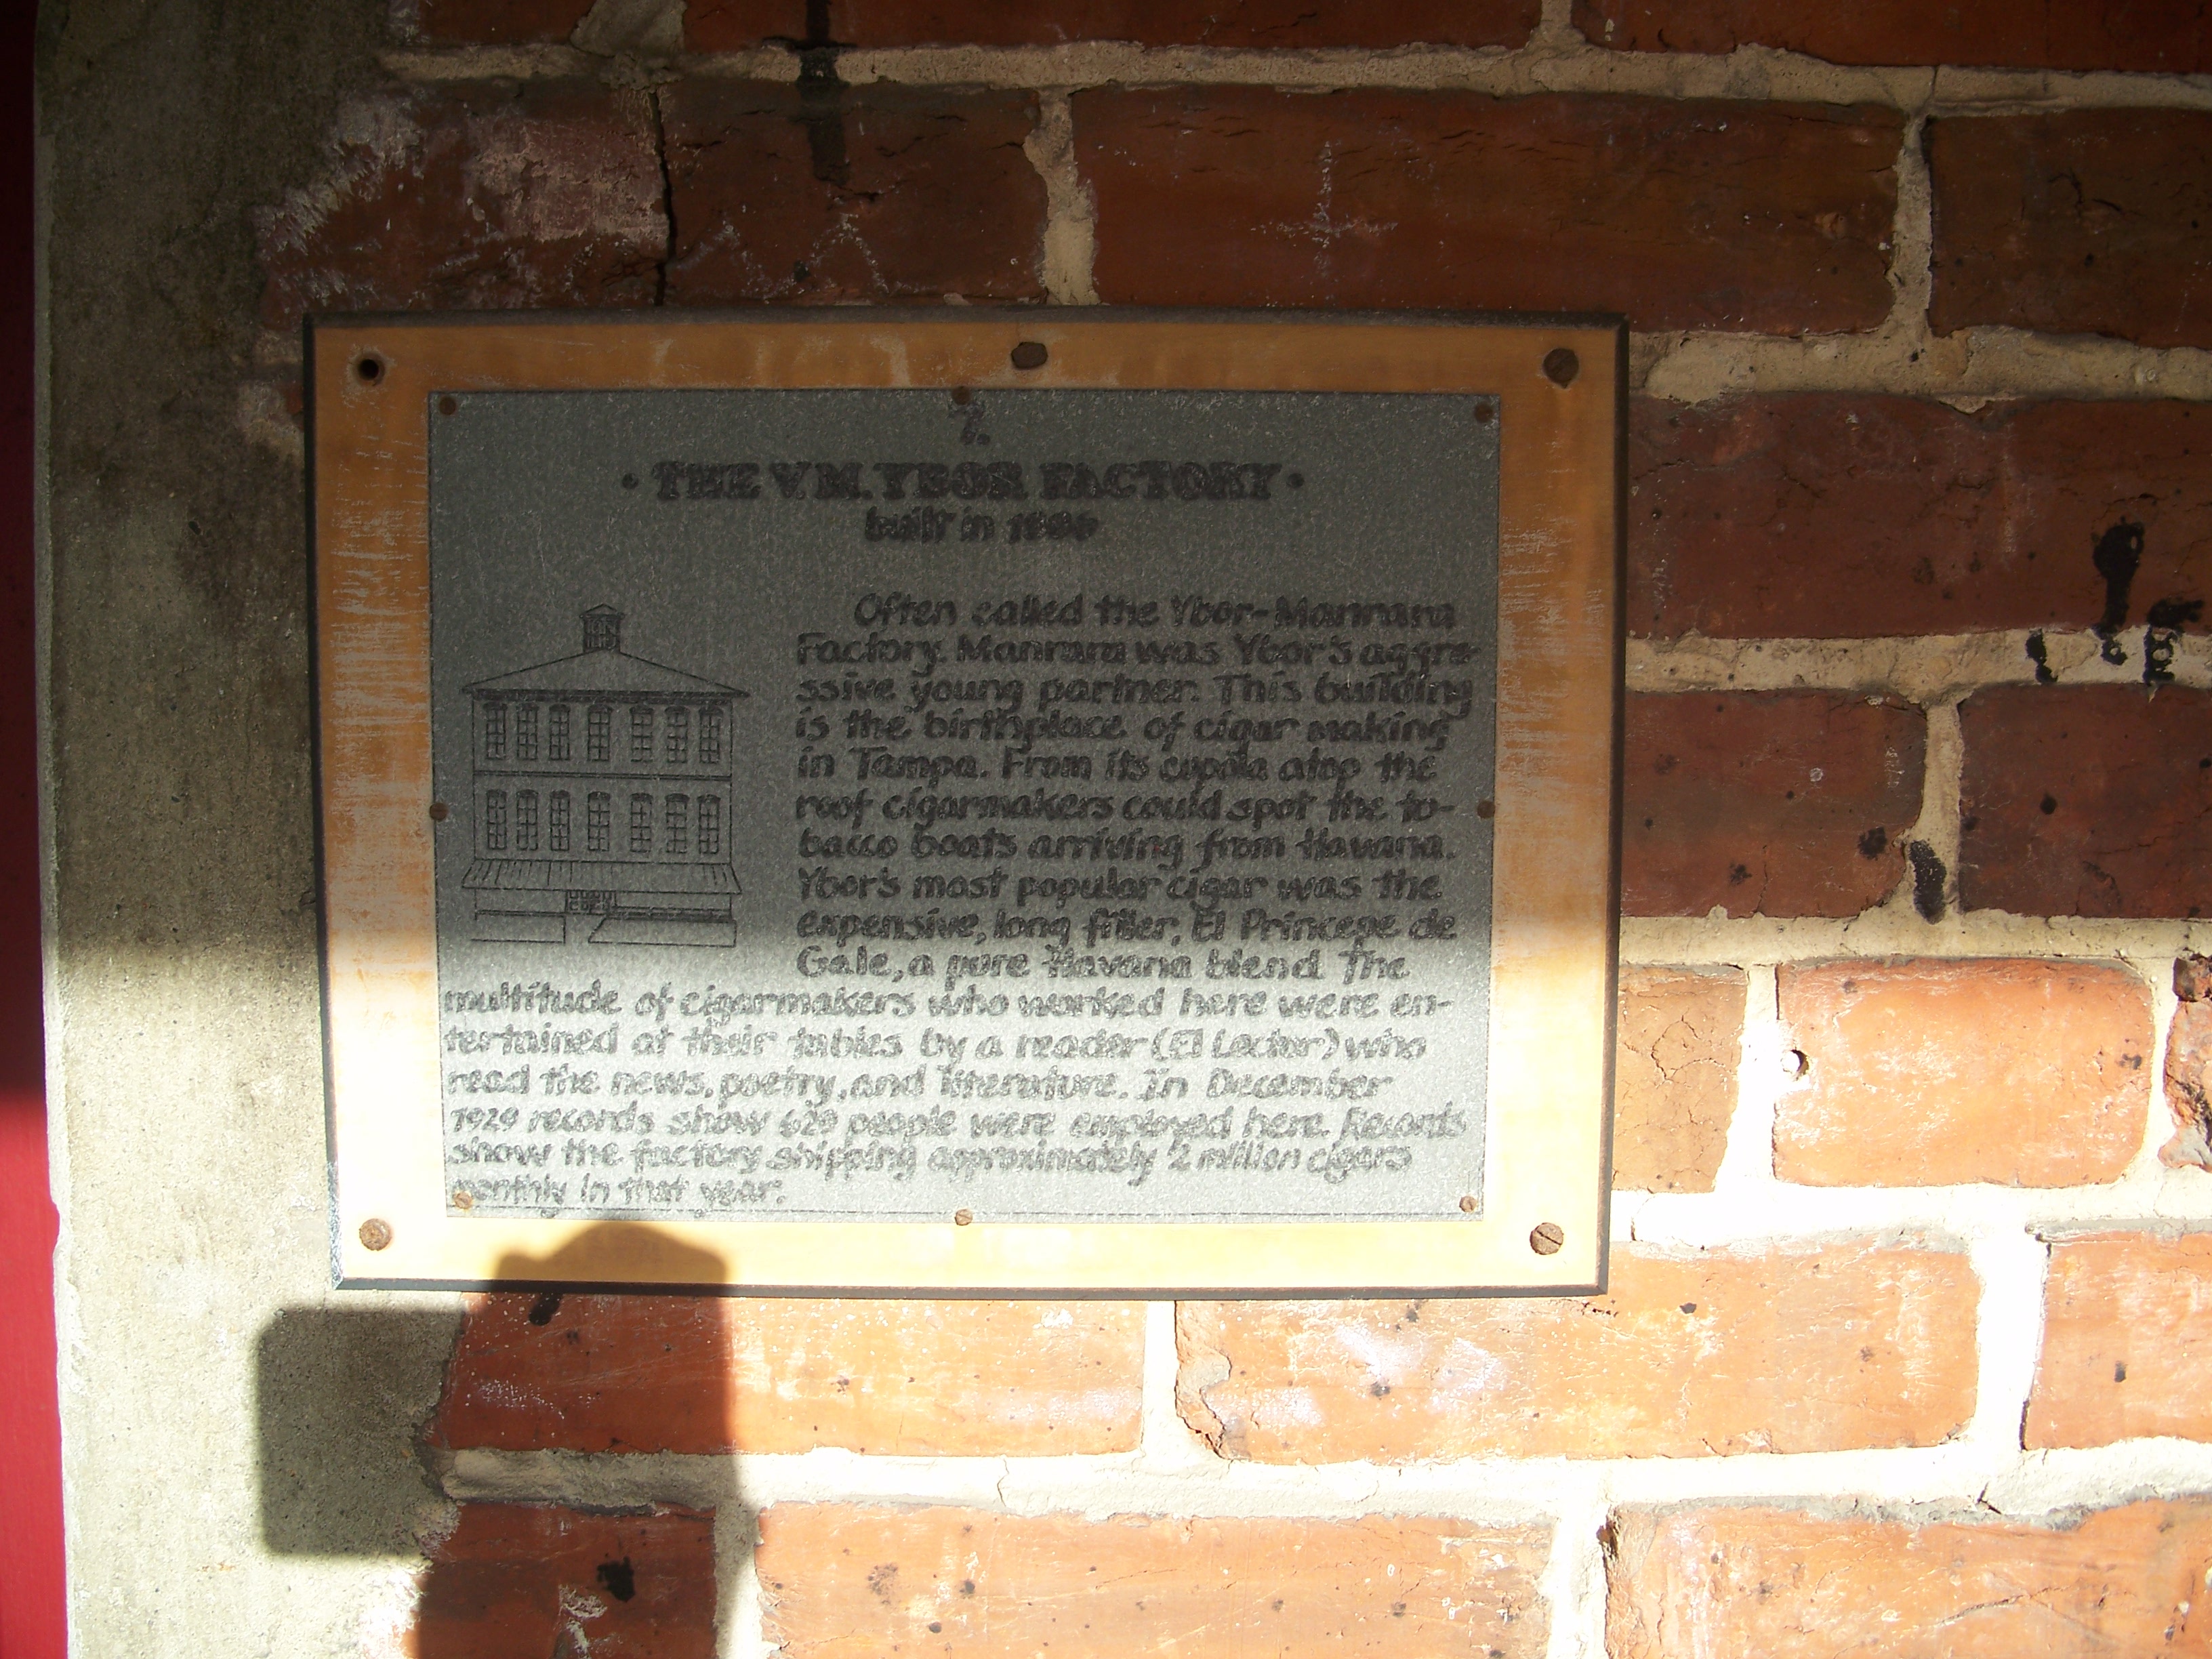 7.
· THE V.M. YBOR FACTORY ·
built in 1886
Often called the Ybor-Manrara
Factory. Manrara was Ybor's aggre-
ssive young partner. This building
is the birthplace of cigar making
in Tampa. From its cupola atop the
roof cigarmakers could spot the to-
bacco boats arriving from Havana.
Ybor's most popular cigar was the
expensive, long filler, El Princepe de
Gale, a pure Havana blend. The
multitude of cigarmakers who worked here were en-
tertained at their tables by a reader (El Lector) who
read the news, poetry, and literature. In December
1929 records show 629 people were employed here. Records
show the factory shipping approximately 2 million cigars
monthly in that year.